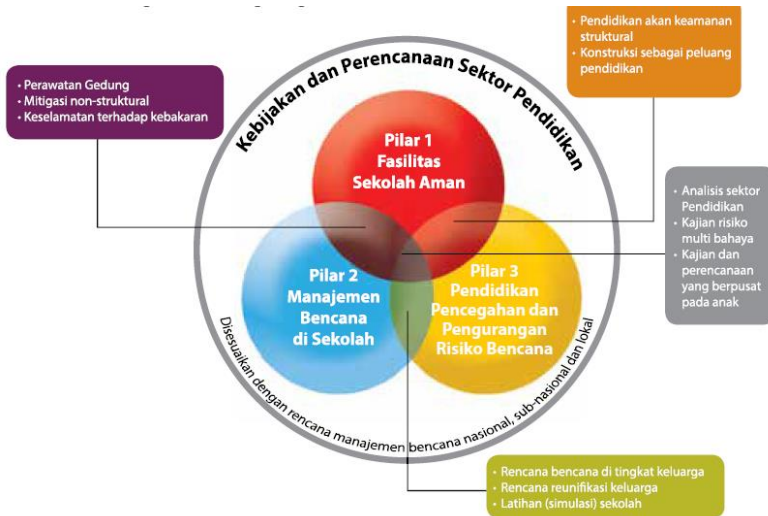 • Pendidikan akan keamanan
struktural
• Konstruksi sebagai peluang
pendidikan
• Perawatan Gedung
• Mitigasi non-struktural
• Keselamatan terhadap kebakaran
Kebijakan dan Perencanaan Sektor Pendidikan
Pilar 1
Fasilitas
Sekolah Aman
• Analisis sektor
Pendidikan
• Kajian risiko
multi bahaya
• Kajian dan
perencanaan
yang berpusat
pada anak
Pilar 2
Manajemen
Bencana
di Sekolah
Pilar 3
Pendidikan
Pencegahan dan
Pengurangan
Risiko Bencana
Disesuaikan dengan rencana manajemen bencana nasional, sub-nasional dan lokal
• Rencana bencana di tingkat keluarga
• Rencana reunifikasi keluarga
• Latihan (simulasi) sekolah